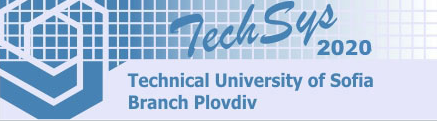 TechSys
2020
Technical University of Sofia
Branch Plovdiv